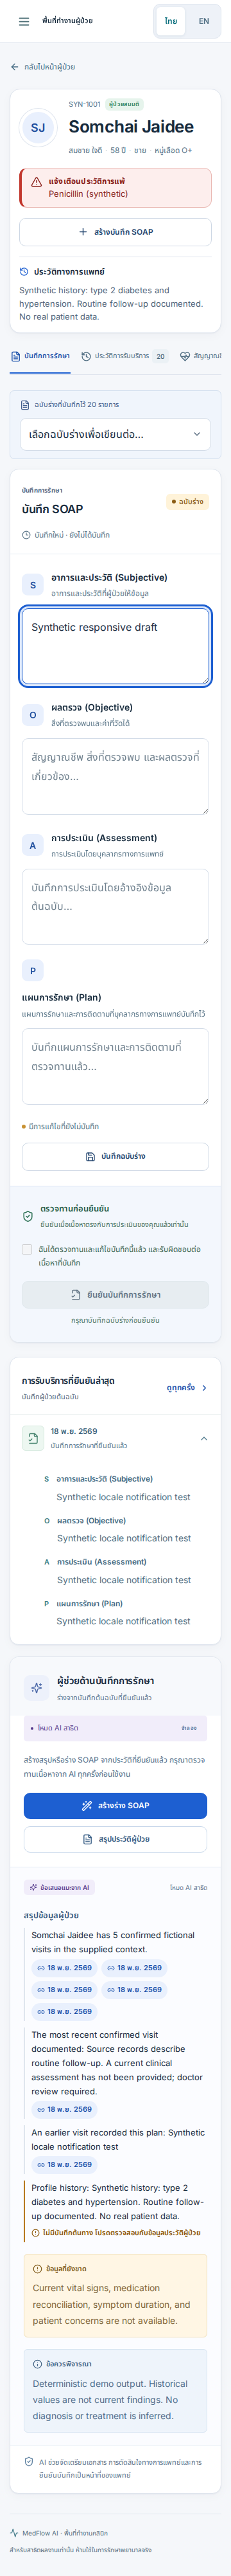 พื้นที่ทำงานผู้ป่วย
ไทย
EN
กลับไปหน้าผู้ป่วย
SJ
SYN-1001
ผู้ป่วยสมมติ
Somchai Jaidee
สมชาย ใจดี · 58 ปี · ชาย · หมู่เลือด O+
แจ้งเตือนประวัติการแพ้
Penicillin (synthetic)
สร้างบันทึก SOAP
ประวัติทางการแพทย์
Synthetic history: type 2 diabetes and
hypertension. Routine follow-up documented.
No real patient data.
บันทึกการรักษา
ประวัติการรับบริการ 20
ฉบับร่างที่บันทึกไว้ 20 รายการ
เลือกฉบับร่างเพื่อเขียนต่อ...
บันทึกการรักษา
บันทึก SOAP
ฉบับร่าง
บันทึกใหม่ · ยังไม่ได้บันทึก
S
อาการและประวัติ (Subjective)
อาการและประวัติที่ผู้ป่วยให้ข้อมูล
Synthetic responsive draft
O
ผลตรวจ (Objective)
สิ่งที่ตรวจพบและค่าที่วัดได้
สัญญาณชีพ สิ่งที่ตรวจพบ และผลตรวจที่
เกี่ยวข้อง...
A
การประเมิน (Assessment)
การประเมินโดยบุคลากรทางการแพทย์
บันทึกการประเมินโดยอ้างอิงข้อมูล
ต้นฉบับ...
P
แผนการรักษา (Plan)
แผนการรักษาและการติดตามที่บุคลากรทางการแพทย์บันทึกไว้
บันทึกแผนการรักษาและการติดตามที่
ตรวจทานแล้ว...
มีการแก้ไขที่ยังไม่บันทึก
บันทึกฉบับร่าง
ตรวจทานก่อนยืนยัน
ยืนยันเมื่อเนื้อหาตรงกับการประเมินของคุณแล้วเท่านั้น
ฉันได้ตรวจทานและแก้ไขบันทึกนี้แล้ว และรับผิดชอบต่อ
เนื้อหาที่บันทึก
ยืนยันบันทึกการรักษา
กรุณาบันทึกฉบับร่างก่อนยืนยัน
การรับบริการที่ยืนยันล่าสุด
บันทึกผู้ป่วยต้นฉบับ
ดูทุกครั้ง
18 พ.ย. 2569
บันทึกการรักษาที่ยืนยันแล้ว
S อาการและประวัติ (Subjective)
Synthetic locale notification test
O ผลตรวจ (Objective)
Synthetic locale notification test
A การประเมิน (Assessment)
Synthetic locale notification test
P แผนการรักษา (Plan)
Synthetic locale notification test
ผู้ช่วยด้านบันทึกการรักษา
ร่างจากบันทึกต้นฉบับที่ยืนยันแล้ว
โหมด AI สาธิต
จำลอง
สร้างสรุปหรือร่าง SOAP จากประวัติที่ยืนยันแล้ว กรุณาตรวจ
ทานเนื้อหาจาก AI ทุกครั้งก่อนใช้งาน
สร้างร่าง SOAP
สรุปประวัติผู้ป่วย
ข้อเสนอแนะจาก AI
โหมด AI สาธิต
สรุปข้อมูลผู้ป่วย
Somchai Jaidee has 5 confirmed fictional
visits in the supplied context.
18 พ.ย. 2569
18 พ.ย. 2569
18 พ.ย. 2569
18 พ.ย. 2569
18 พ.ย. 2569
The most recent confirmed visit
documented: Source records describe
routine follow-up. A current clinical
assessment has not been provided; doctor
review required.
18 พ.ย. 2569
An earlier visit recorded this plan: Synthetic
locale notification test
18 พ.ย. 2569
Profile history: Synthetic history: type 2
diabetes and hypertension. Routine follow-
up documented. No real patient data.
ไม่มีบันทึกต้นทาง โปรดตรวจสอบกับข้อมูลประวัติผู้ป่วย
ข้อมูลที่ยังขาด
Current vital signs, medication
reconciliation, symptom duration, and
patient concerns are not available.
ข้อควรพิจารณา
Deterministic demo output. Historical
values are not current findings. No
diagnosis or treatment is inferred.
AI ช่วยจัดเตรียมเอกสาร การตัดสินใจทางการแพทย์และการ
ยืนยันบันทึกเป็นหน้าที่ของแพทย์
MedFlow AI · พื้นที่ทำงานคลินิก
สำหรับสาธิตผลงานเท่านั้น ห้ามใช้ในการรักษาพยาบาลจริง